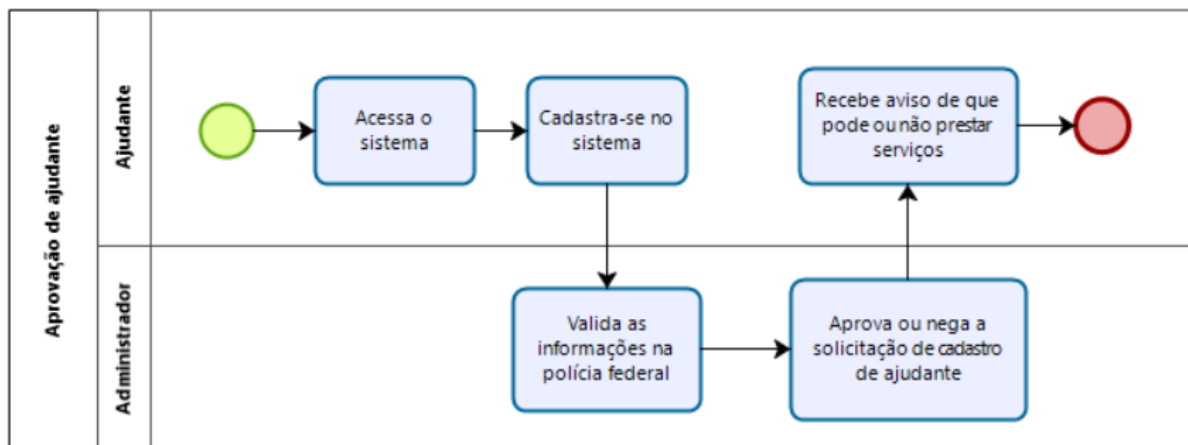 Aprovação de ajudante
Ajudante
Acessa o
sistema
Cadastra-se no
sistema
Recebe aviso de que
pode ou não prestar
serviços
Administrador
Valida as
informações na
polícia federal
Aprova ou nega a
solicitação de cadastro
de ajudante